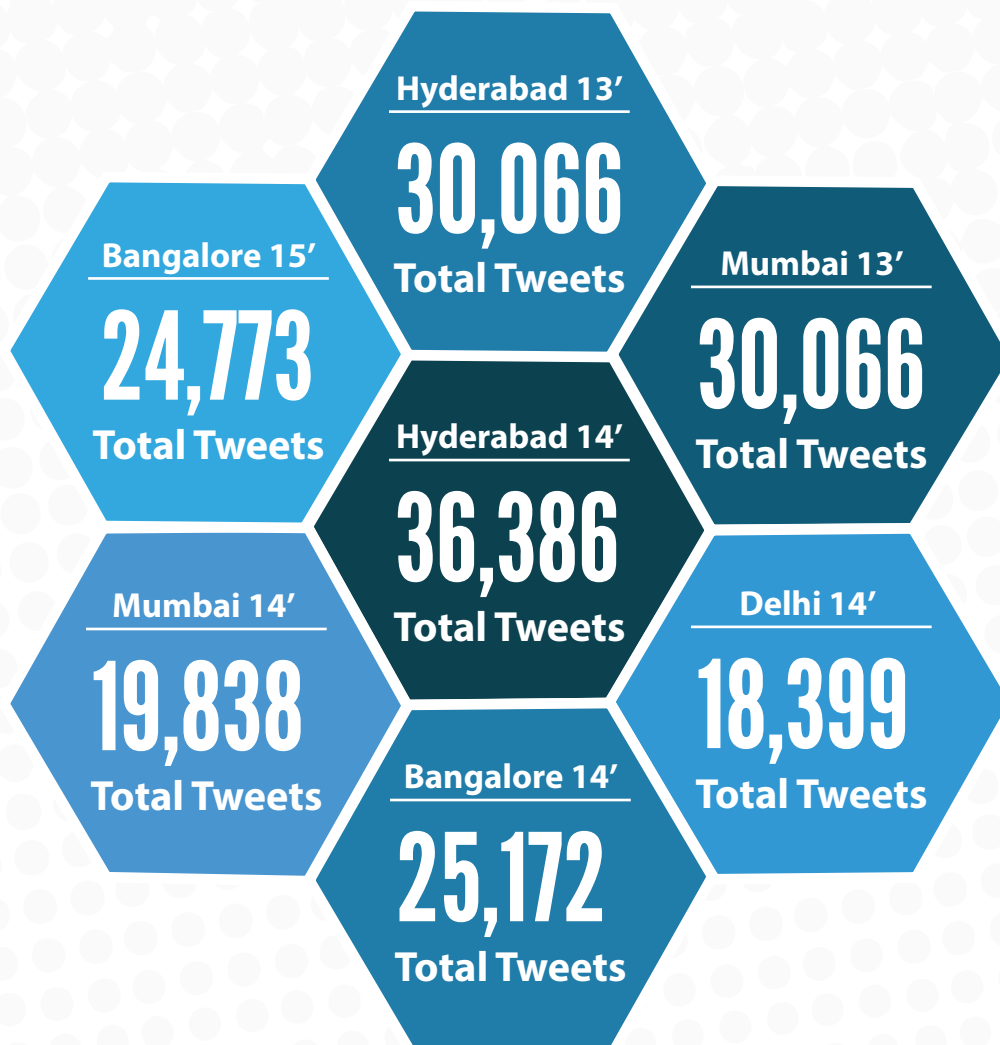 Hyderabad 13’
30,066
Total Tweets
Bangalore 15’
24,773
Total Tweets
Mumbai 13’
30,066
Total Tweets
Hyderabad 14’
36,386
Total Tweets
Mumbai 14’
19,838
Total Tweets
Delhi 14’
18,399
Total Tweets
Bangalore 14’
25,172
Total Tweets